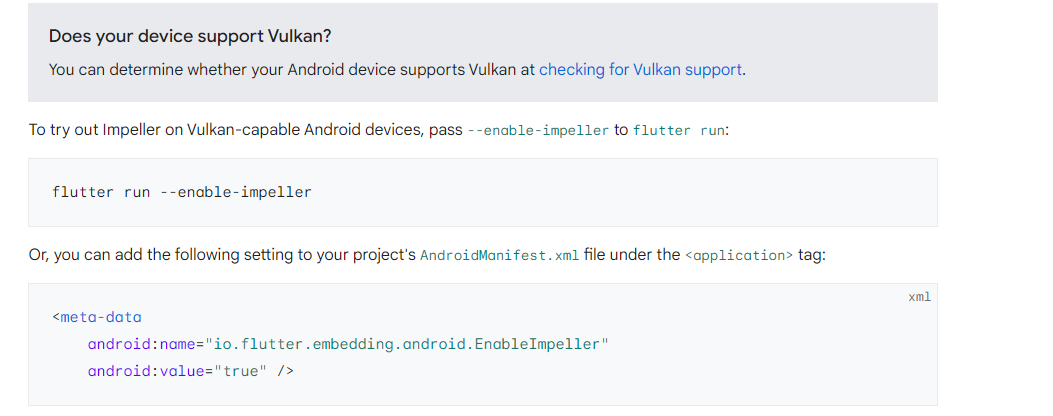 Does your device support Vulkan?
You can determine whether your Android device supports Vulkan at checking for Vulkan support.
To try out Impeller on Vulkan-capable Android devices, pass --enable-impeller to flutter run:
flutter run --enable-impeller
Or, you can add the following setting to your project's AndroidManifest.xml file under the <application> tag:
xml
<meta-data
    android:name="io.flutter.embedding.android.EnableImpeller"
    android:value="true" />